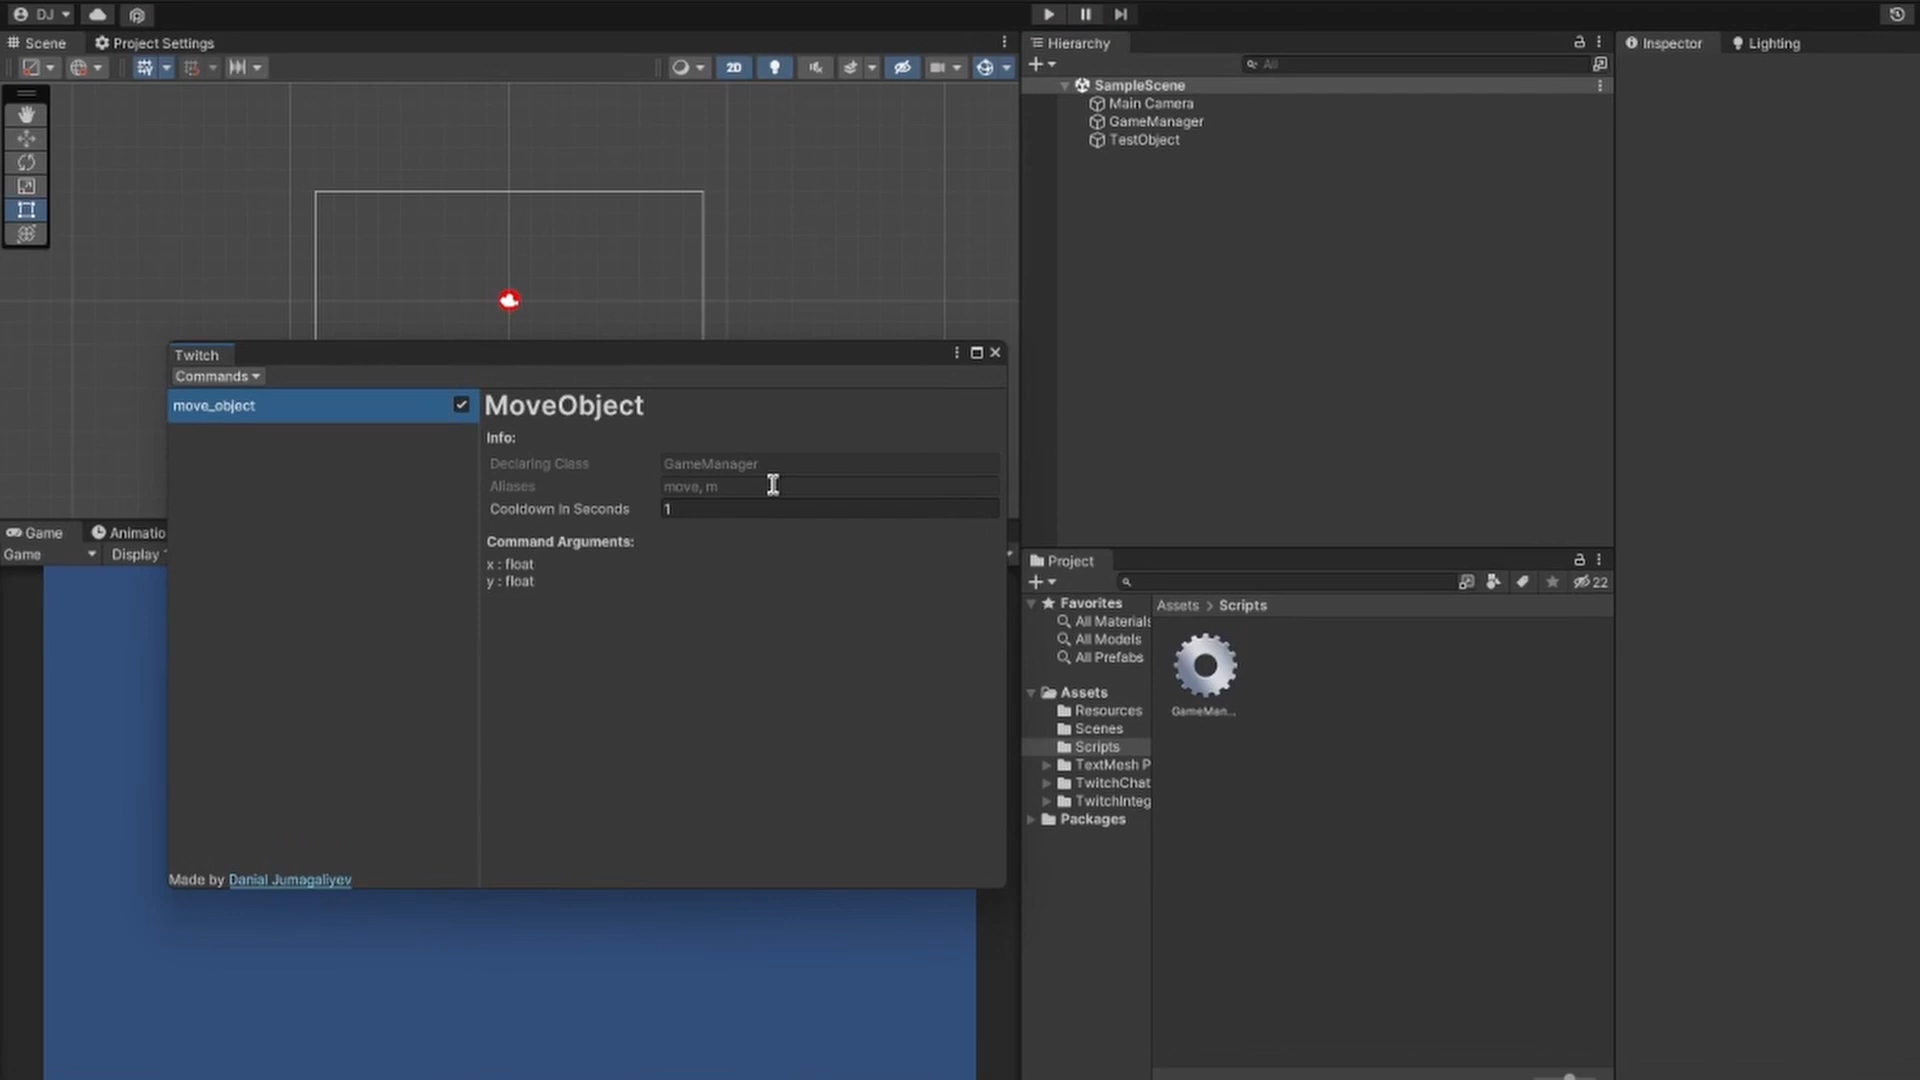 DJ
Scene
Project Settings
2D
Hierarchy
All
SampleScene
Main Camera
GameManager
TestObject
Inspector
Lighting
Twitch
Commands
move_object
MoveObject
Info:
Declaring Class GameManager
Aliases move, m
Cooldown In Seconds 1
Command Arguments:
x : float
y : float
Made by Danial Jumagaliyev
Game
Animatio
Game
Display
Project
22
Favorites
All Materials
All Models
All Prefabs
Assets
Resources
Scenes
Scripts
TextMesh P
TwitchChat
TwitchInteg
Packages
Assets > Scripts
GameMan...